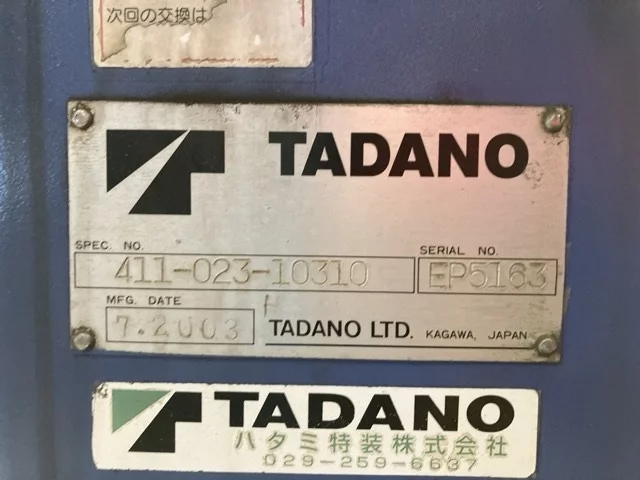 次回の交換は
TADANO
SPEC. NO.
SERIAL NO.
411-023-10310
EP5163
MFG. DATE
7.2003
TADANO LTD. KAGAWA, JAPAN
TADANO
ハタミ特装株式会社
029-259-6637